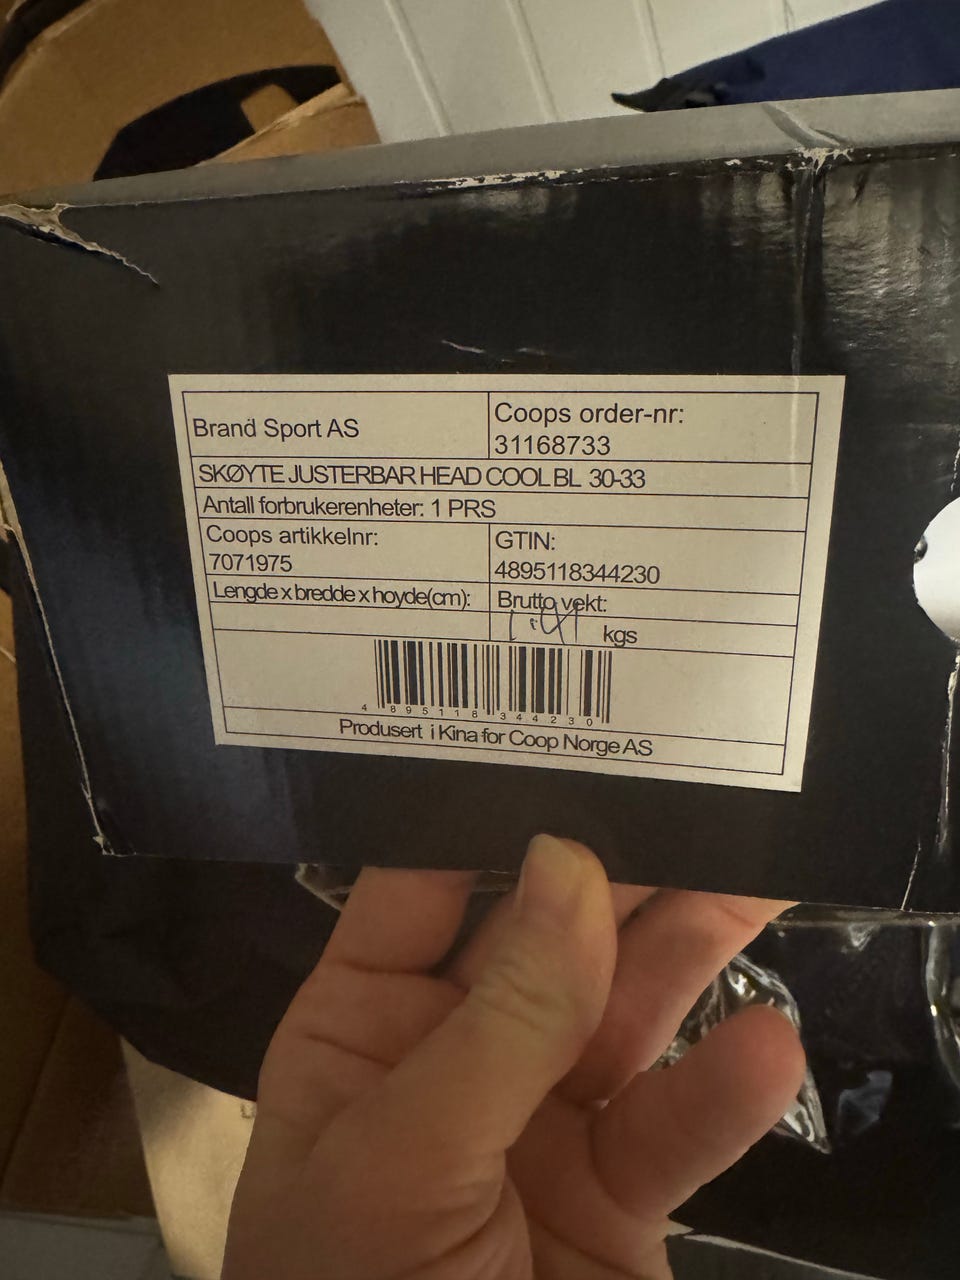 Brand Sport AS
Coops order-nr:
31168733
SKØYTE JUSTERBAR HEAD COOL BL 30-33
Antall forbrukerenheter: 1 PRS
Coops artikkelnr:
7071975
GTIN:
4895118344230
Lengde x bredde x hoyde(cm):
Brutto vekt:
kgs
4 895118 344230
Produsert i Kina for Coop Norge AS